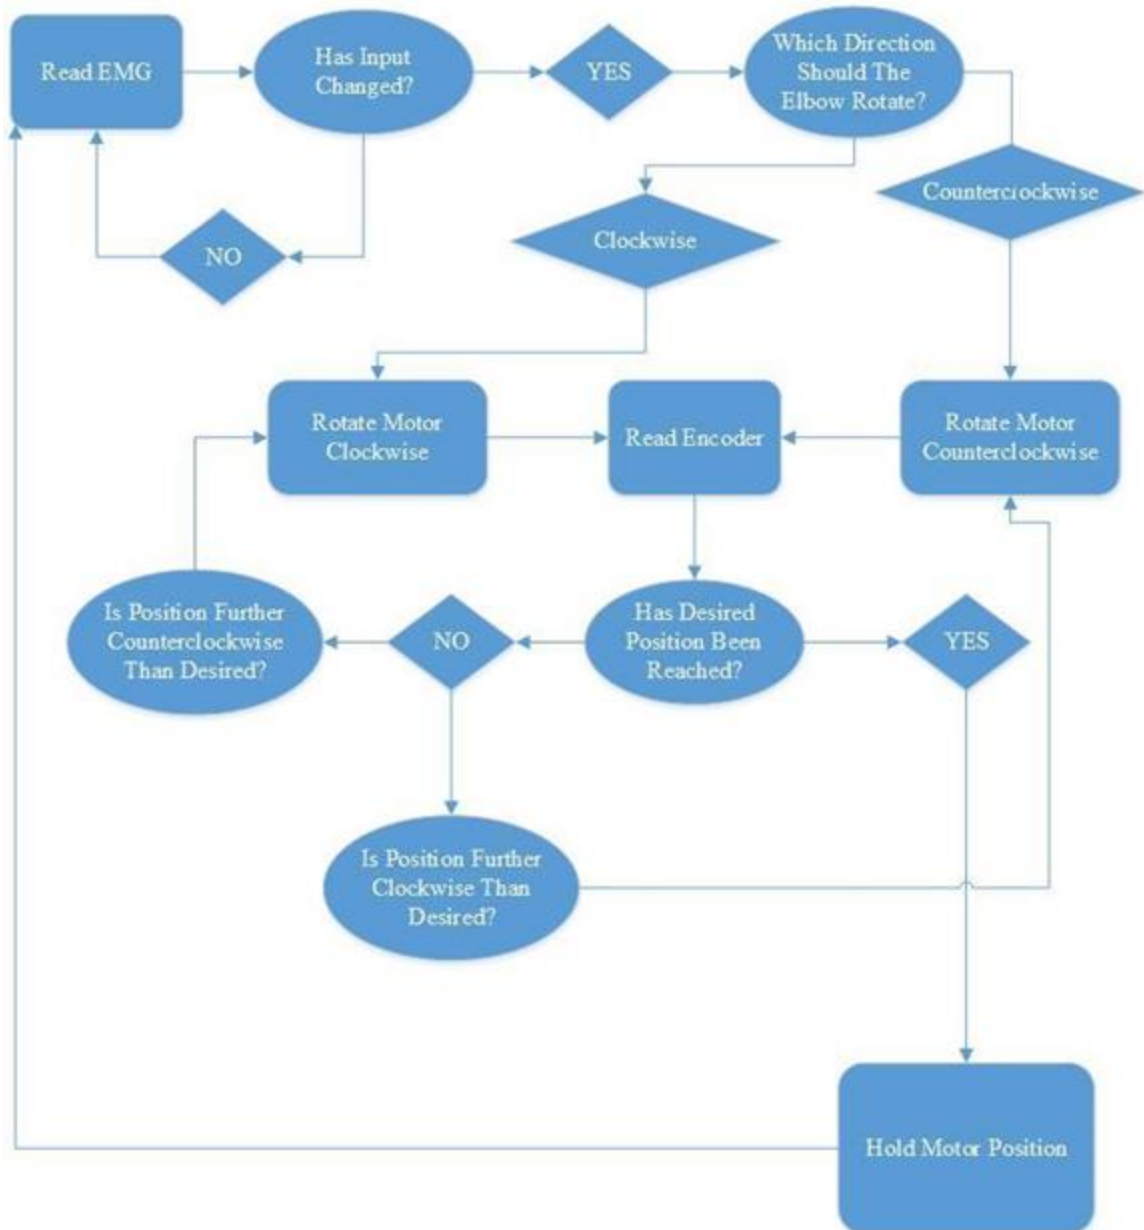 Read EMG
Has Input
Changed?
YES
Which Direction
Should The
Elbow Rotate?
Counterclockwise
Clockwise
NO
Rotate Motor
Clockwise
Read Encoder
Rotate Motor
Counterclockwise
Is Position Further
Counterclockwise
Than Desired?
NO
Has Desired
Position Been
Reached?
YES
Is Position Further
Clockwise Than
Desired?
Hold Motor Position